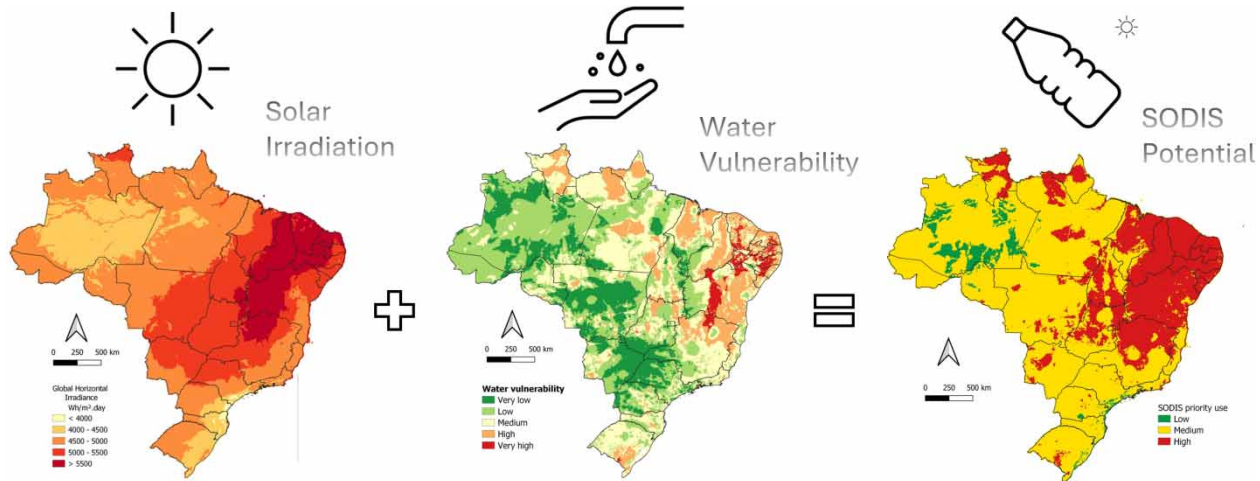 Solar
Irradiation
0 250 500 km
Global Horizontal
Irradiance
Wh/m².day
< 4000
4000 - 4500
4500 - 5000
5000 - 5500
> 5500
Water
Vulnerability
0 250 500 km
Water vulnerability
Very low
Low
Medium
High
Very high
SODIS
Potential
0 250 500 km
SODIS priority use
Low
Medium
High